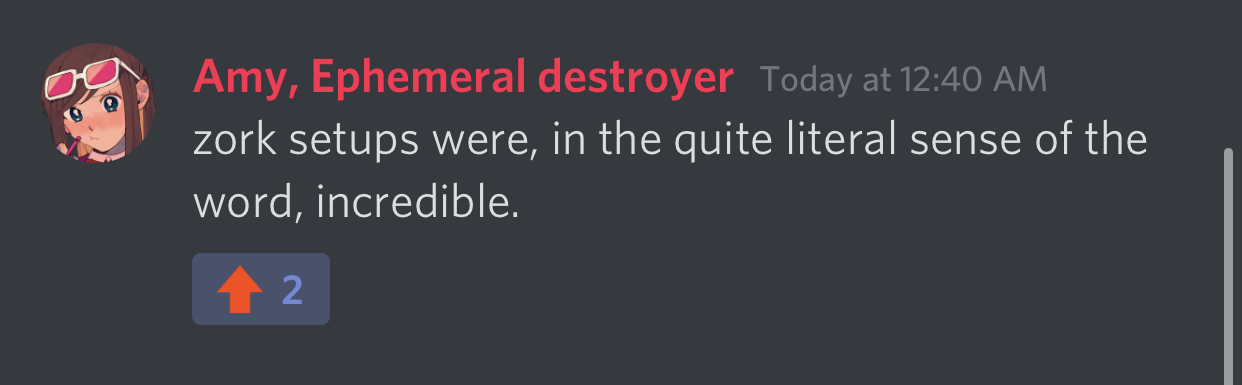 Amy, Ephemeral destroyer Today at 12:40 AM
zork setups were, in the quite literal sense of the
word, incredible.
2